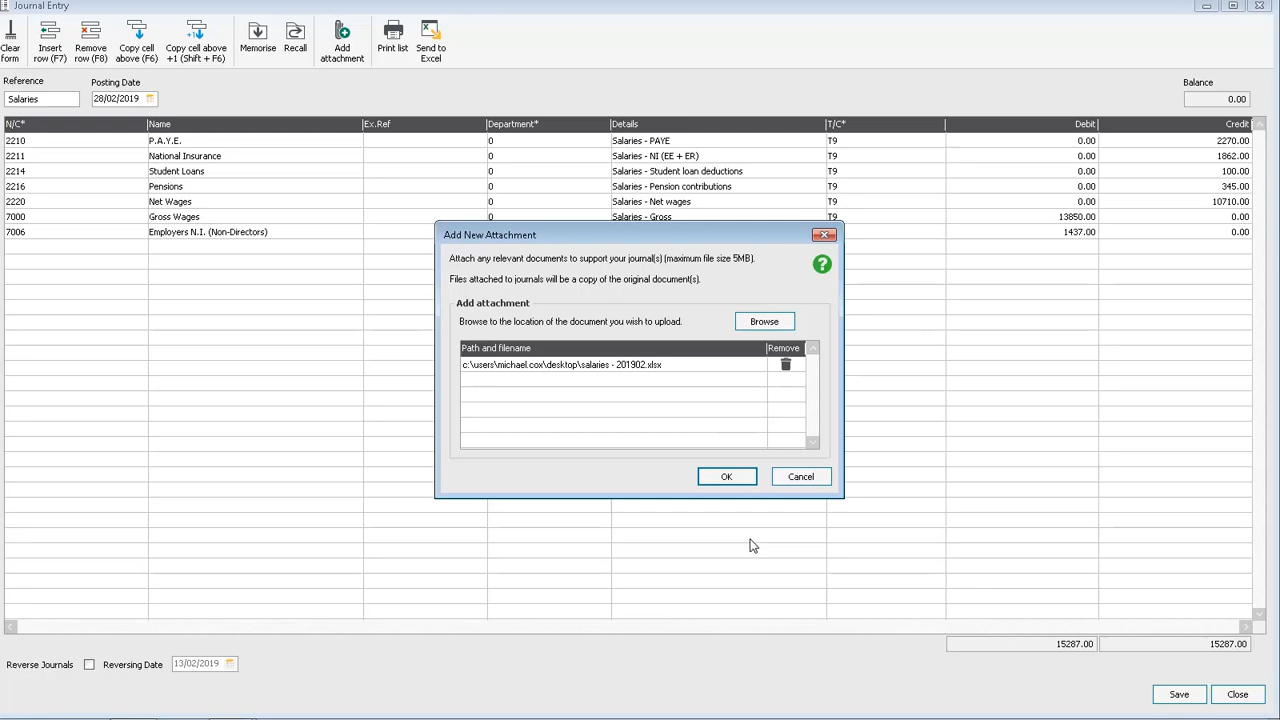 Journal Entry
Clear form
Insert row (F7)
Remove row (F8)
Copy cell above (F6)
Copy cell above +1 (Shift + F6)
Memorise
Recall
Add attachment
Print list
Send to Excel
Reference
Posting Date
Balance
Salaries
28/02/2019
0.00
N/C* Name Ex.Ref Department* Details T/C* Debit Credit
2210 P.A.Y.E. 0 Salaries - PAYE T9 0.00 2270.00
2211 National Insurance 0 Salaries - NI (EE + ER) T9 0.00 1862.00
2214 Student Loans 0 Salaries - Student loan deductions T9 0.00 100.00
2216 Pensions 0 Salaries - Pension contributions T9 0.00 345.00
2220 Net Wages 0 Salaries - Net wages T9 0.00 10710.00
7000 Gross Wages 0 Salaries - Gross T9 13850.00 0.00
7006 Employers N.I. (Non-Directors) 1437.00 0.00
Add New Attachment
Attach any relevant documents to support your journal(s) (maximum file size 5MB).
Files attached to journals will be a copy of the original document(s).
Add attachment
Browse to the location of the document you wish to upload.
Browse
Path and filename Remove
c:\users\michael.cox\desktop\salaries - 201902.xlsx
OK
Cancel
15287.00 15287.00
Reverse Journals
Reversing Date
13/02/2019
Save
Close